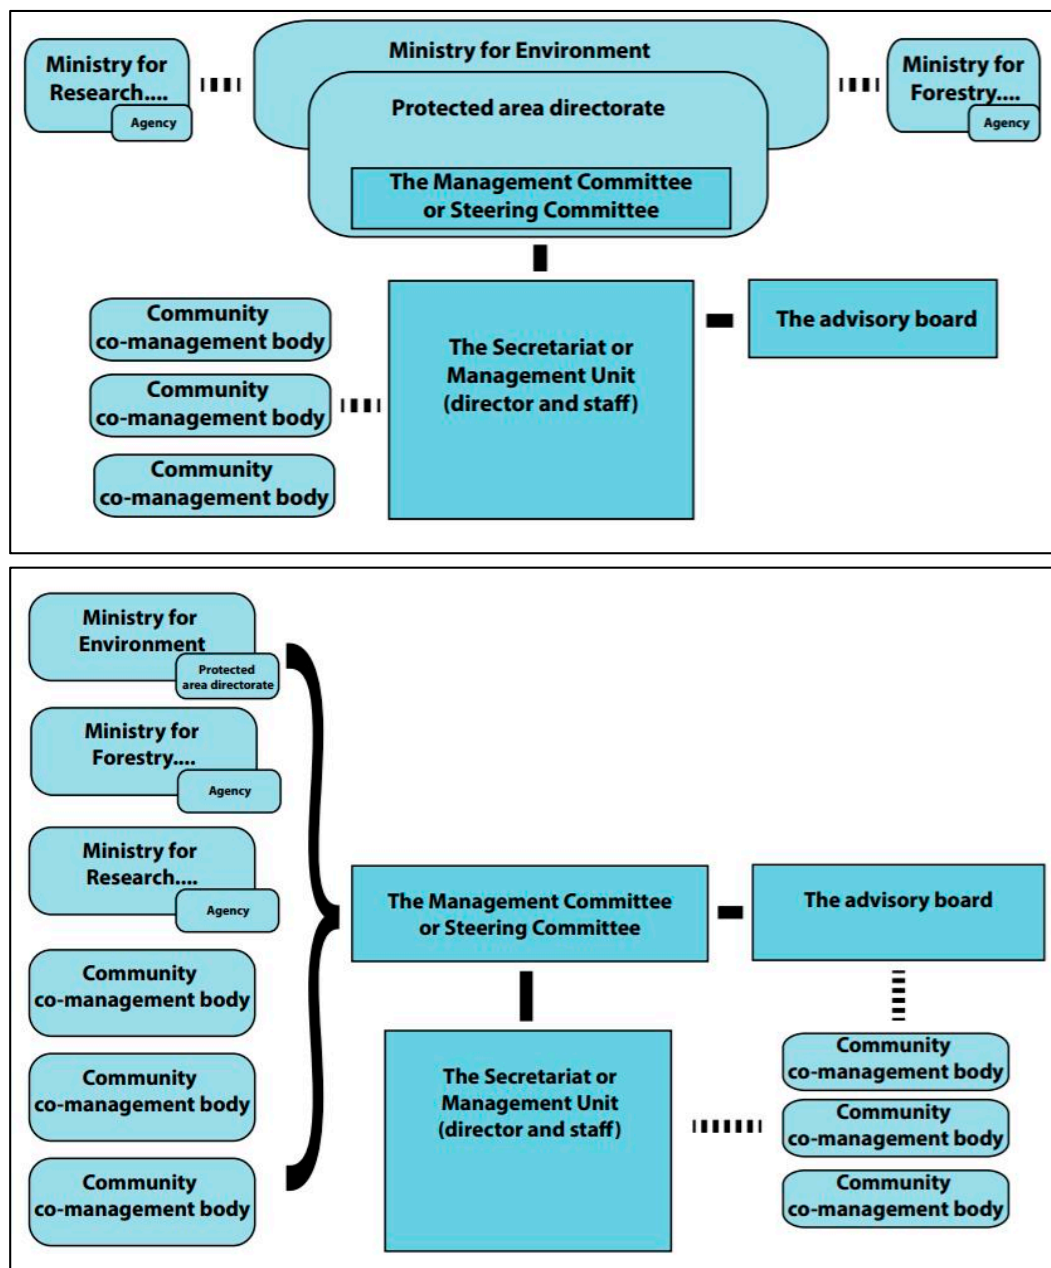 Ministry for Environment
Ministry for
Research....
Agency
Ministry for
Forestry....
Agency
Protected area directorate
The Management Committee
or Steering Committee
Community
co-management body
Community
co-management body
Community
co-management body
The Secretariat or
Management Unit
(director and staff)
The advisory board
Ministry for
Environment
Protected
area directorate
Ministry for
Forestry....
Agency
Ministry for
Research....
Agency
Community
co-management body
Community
co-management body
Community
co-management body
The Management Committee
or Steering Committee
The advisory board
The Secretariat or
Management Unit
(director and staff)
Community
co-management body
Community
co-management body
Community
co-management body